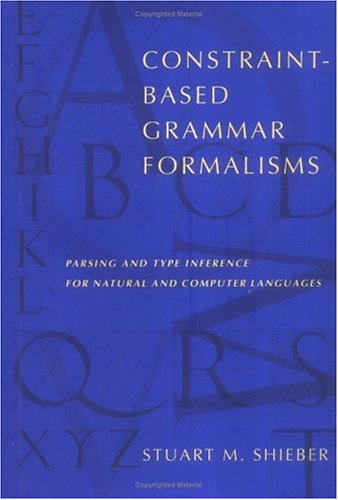 CONSTRAINT-
BASED
GRAMMAR
FORMALISMS
PARSING AND TYPE INFERENCE
FOR NATURAL AND COMPUTER LANGUAGES
STUART M. SHIEBER
E
F
G
H
I
K
L
A
B C D
M
Q R S
X Y Z
T